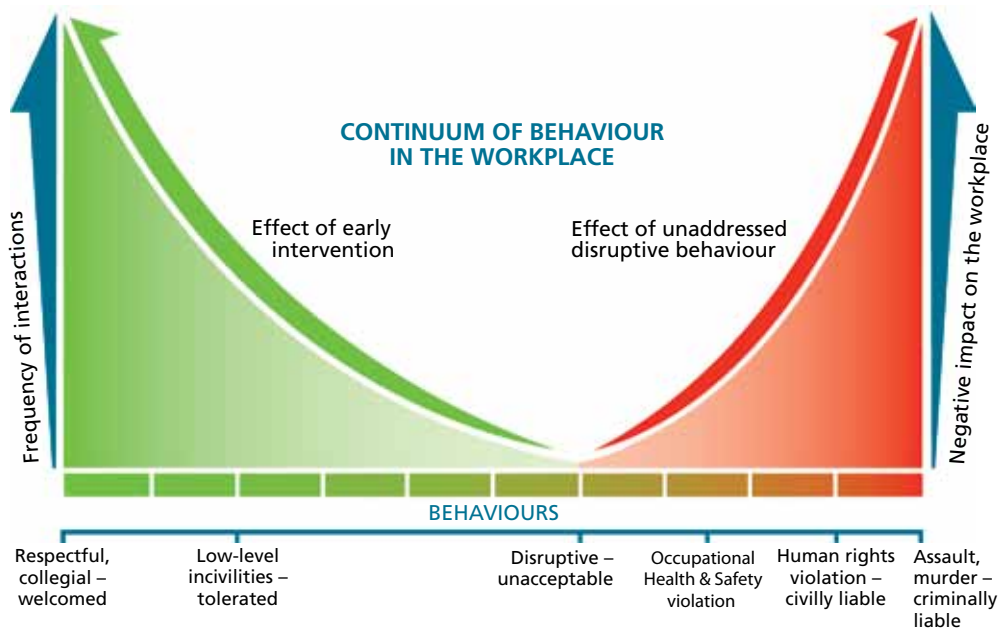 CONTINUUM OF BEHAVIOUR
IN THE WORKPLACE
Effect of early
intervention
Effect of unaddressed
disruptive behaviour
Frequency of interactions
Negative impact on the workplace
BEHAVIOURS
Respectful,
collegial –
welcomed
Low-level
incivilities –
tolerated
Disruptive –
unacceptable
Occupational
Health & Safety
violation
Human rights
violation –
civilly liable
Assault,
murder –
criminally
liable